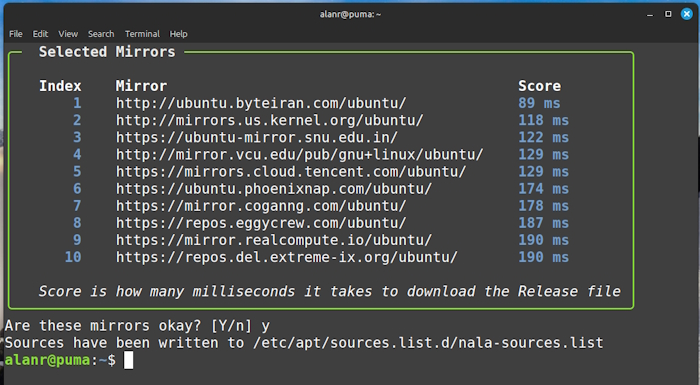 alanr@puma: ~
File Edit View Search Terminal Help
Selected Mirrors
Index Mirror Score
1 http://ubuntu.byteiran.com/ubuntu/ 89 ms
2 http://mirrors.us.kernel.org/ubuntu/ 118 ms
3 https://ubuntu-mirror.snu.edu.in/ 122 ms
4 http://mirror.vcu.edu/pub/gnu+linux/ubuntu/ 129 ms
5 https://mirrors.cloud.tencent.com/ubuntu/ 129 ms
6 https://ubuntu.phoenixnap.com/ubuntu/ 174 ms
7 http://mirror.coganng.com/ubuntu/ 178 ms
8 https://repos.eggycrew.com/ubuntu/ 187 ms
9 https://mirror.realcompute.io/ubuntu/ 190 ms
10 https://repos.del.extreme-ix.org/ubuntu/ 190 ms
Score is how many milliseconds it takes to download the Release file
Are these mirrors okay? [Y/n] y
Sources have been written to /etc/apt/sources.list.d/nala-sources.list
alanr@puma:~$